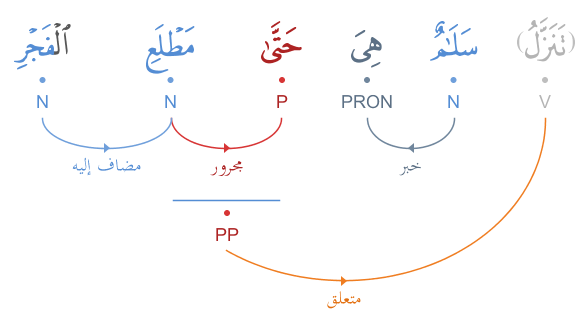 (تَنَزَّلُ) سَلَـٰمٌ هِىَ حَتَّىٰ مَطْلَعِ ٱلْفَجْرِ
V N PRON P N N
خبر مجرور مضاف إليه
PP
متعلق